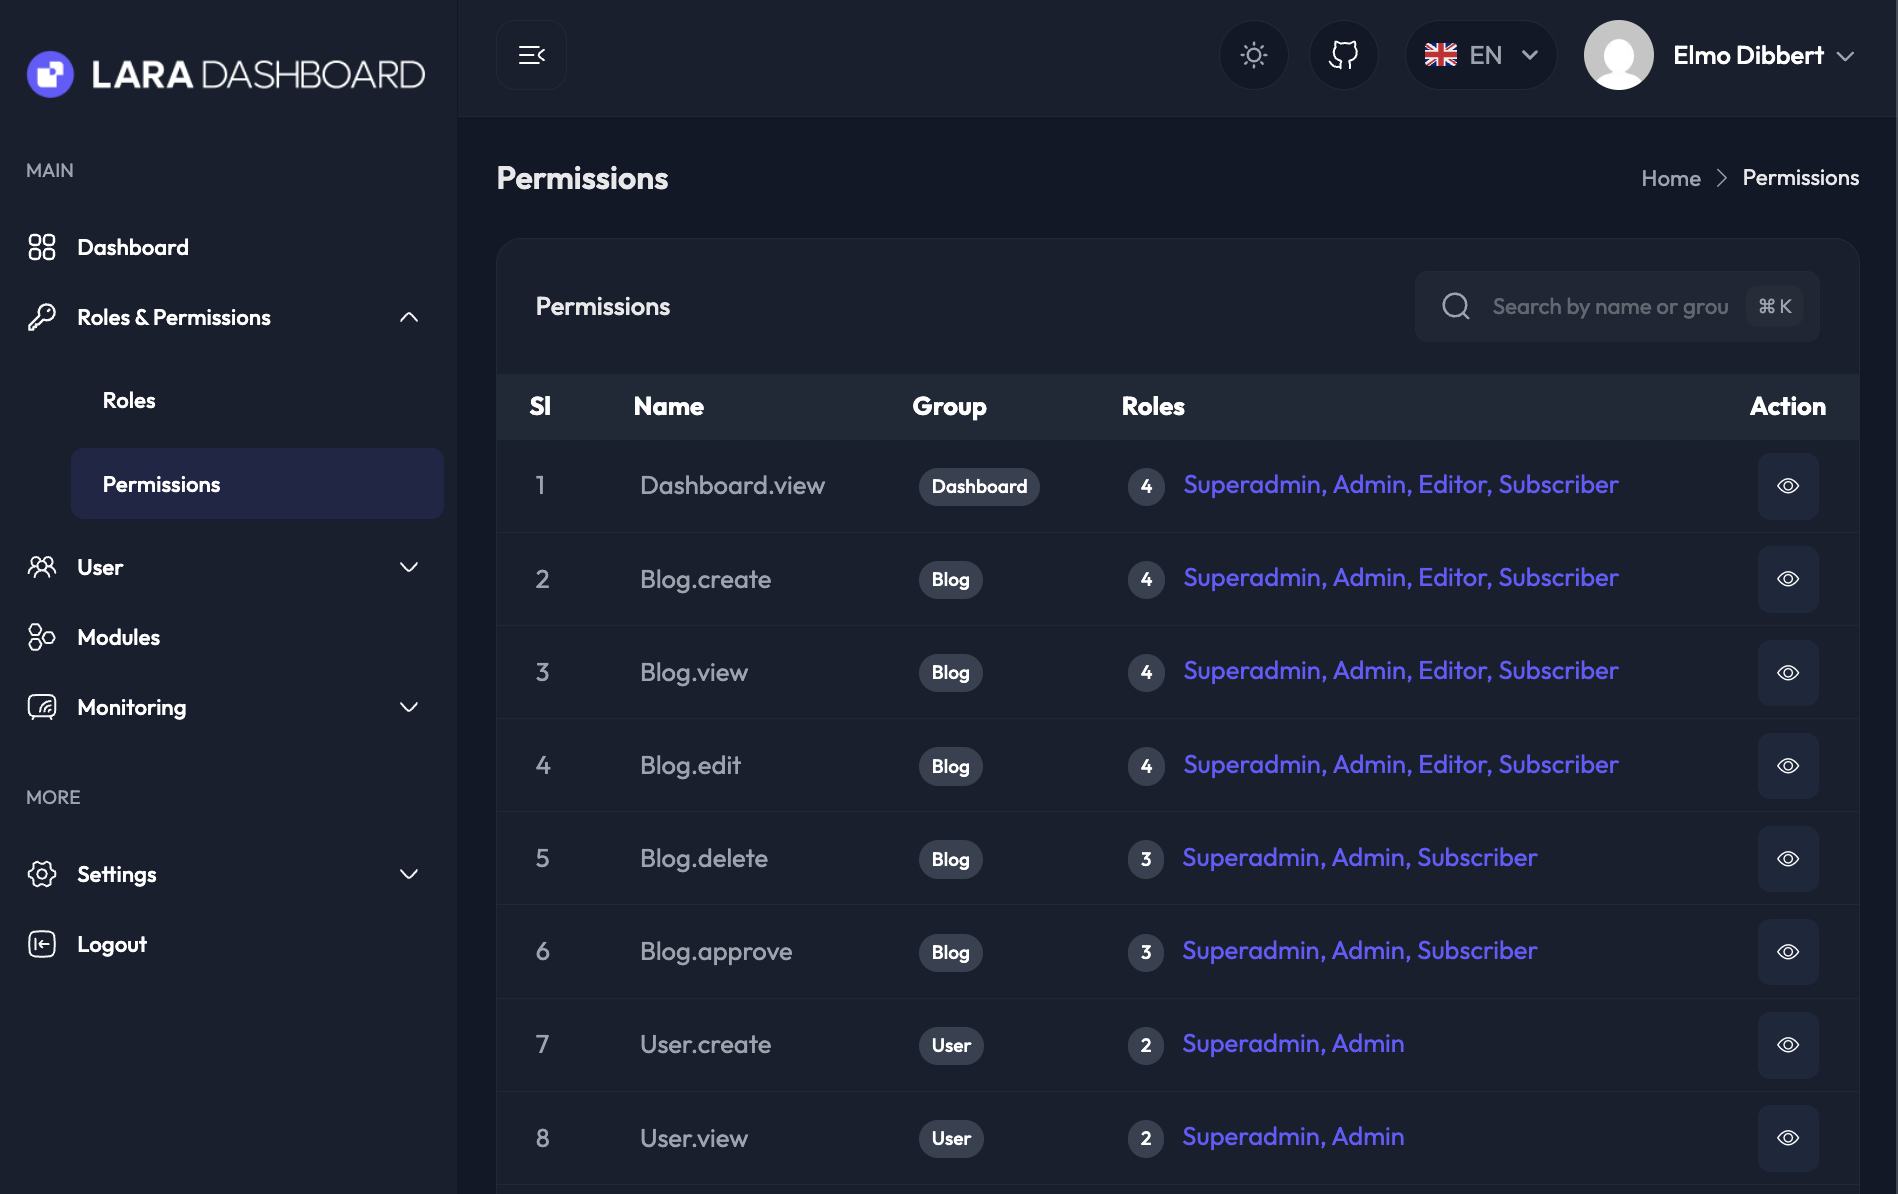 LARA DASHBOARD
EN
Elmo Dibbert
MAIN
Dashboard
Roles & Permissions
Roles
Permissions
User
Modules
Monitoring
MORE
Settings
Logout
Permissions
Home > Permissions
Permissions
Search by name or grou
⌘ K
Sl Name Group Roles Action
1 Dashboard.view Dashboard 4 Superadmin, Admin, Editor, Subscriber
2 Blog.create Blog 4 Superadmin, Admin, Editor, Subscriber
3 Blog.view Blog 4 Superadmin, Admin, Editor, Subscriber
4 Blog.edit Blog 4 Superadmin, Admin, Editor, Subscriber
5 Blog.delete Blog 3 Superadmin, Admin, Subscriber
6 Blog.approve Blog 3 Superadmin, Admin, Subscriber
7 User.create User 2 Superadmin, Admin
8 User.view User 2 Superadmin, Admin